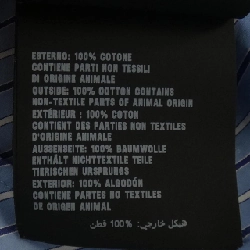 ESTERNO: 100% COTONE
CONTIENE PARTI NON TESSILI
DI ORIGINE ANIMALE
OUTSIDE: 100% COTTON CONTAINS
NON-TEXTILE PARTS OF ANIMAL ORIGIN
EXTÉRIEUR : 100% COTON
CONTIENT DES PARTIES NON TEXTILES
D'ORIGINE ANIMALE
AUSSENSEITE: 100% BAUMWOLLE
ENTHÄLT NICHTTEXTILE TEILE
TIERISCHEN URSPRUNGS
EXTERIOR: 100% ALGODÓN
CONTIENE PARTES NO TEXTILES
DE ORIGEN ANIMAL
هيكل خارجي: 100% قطن